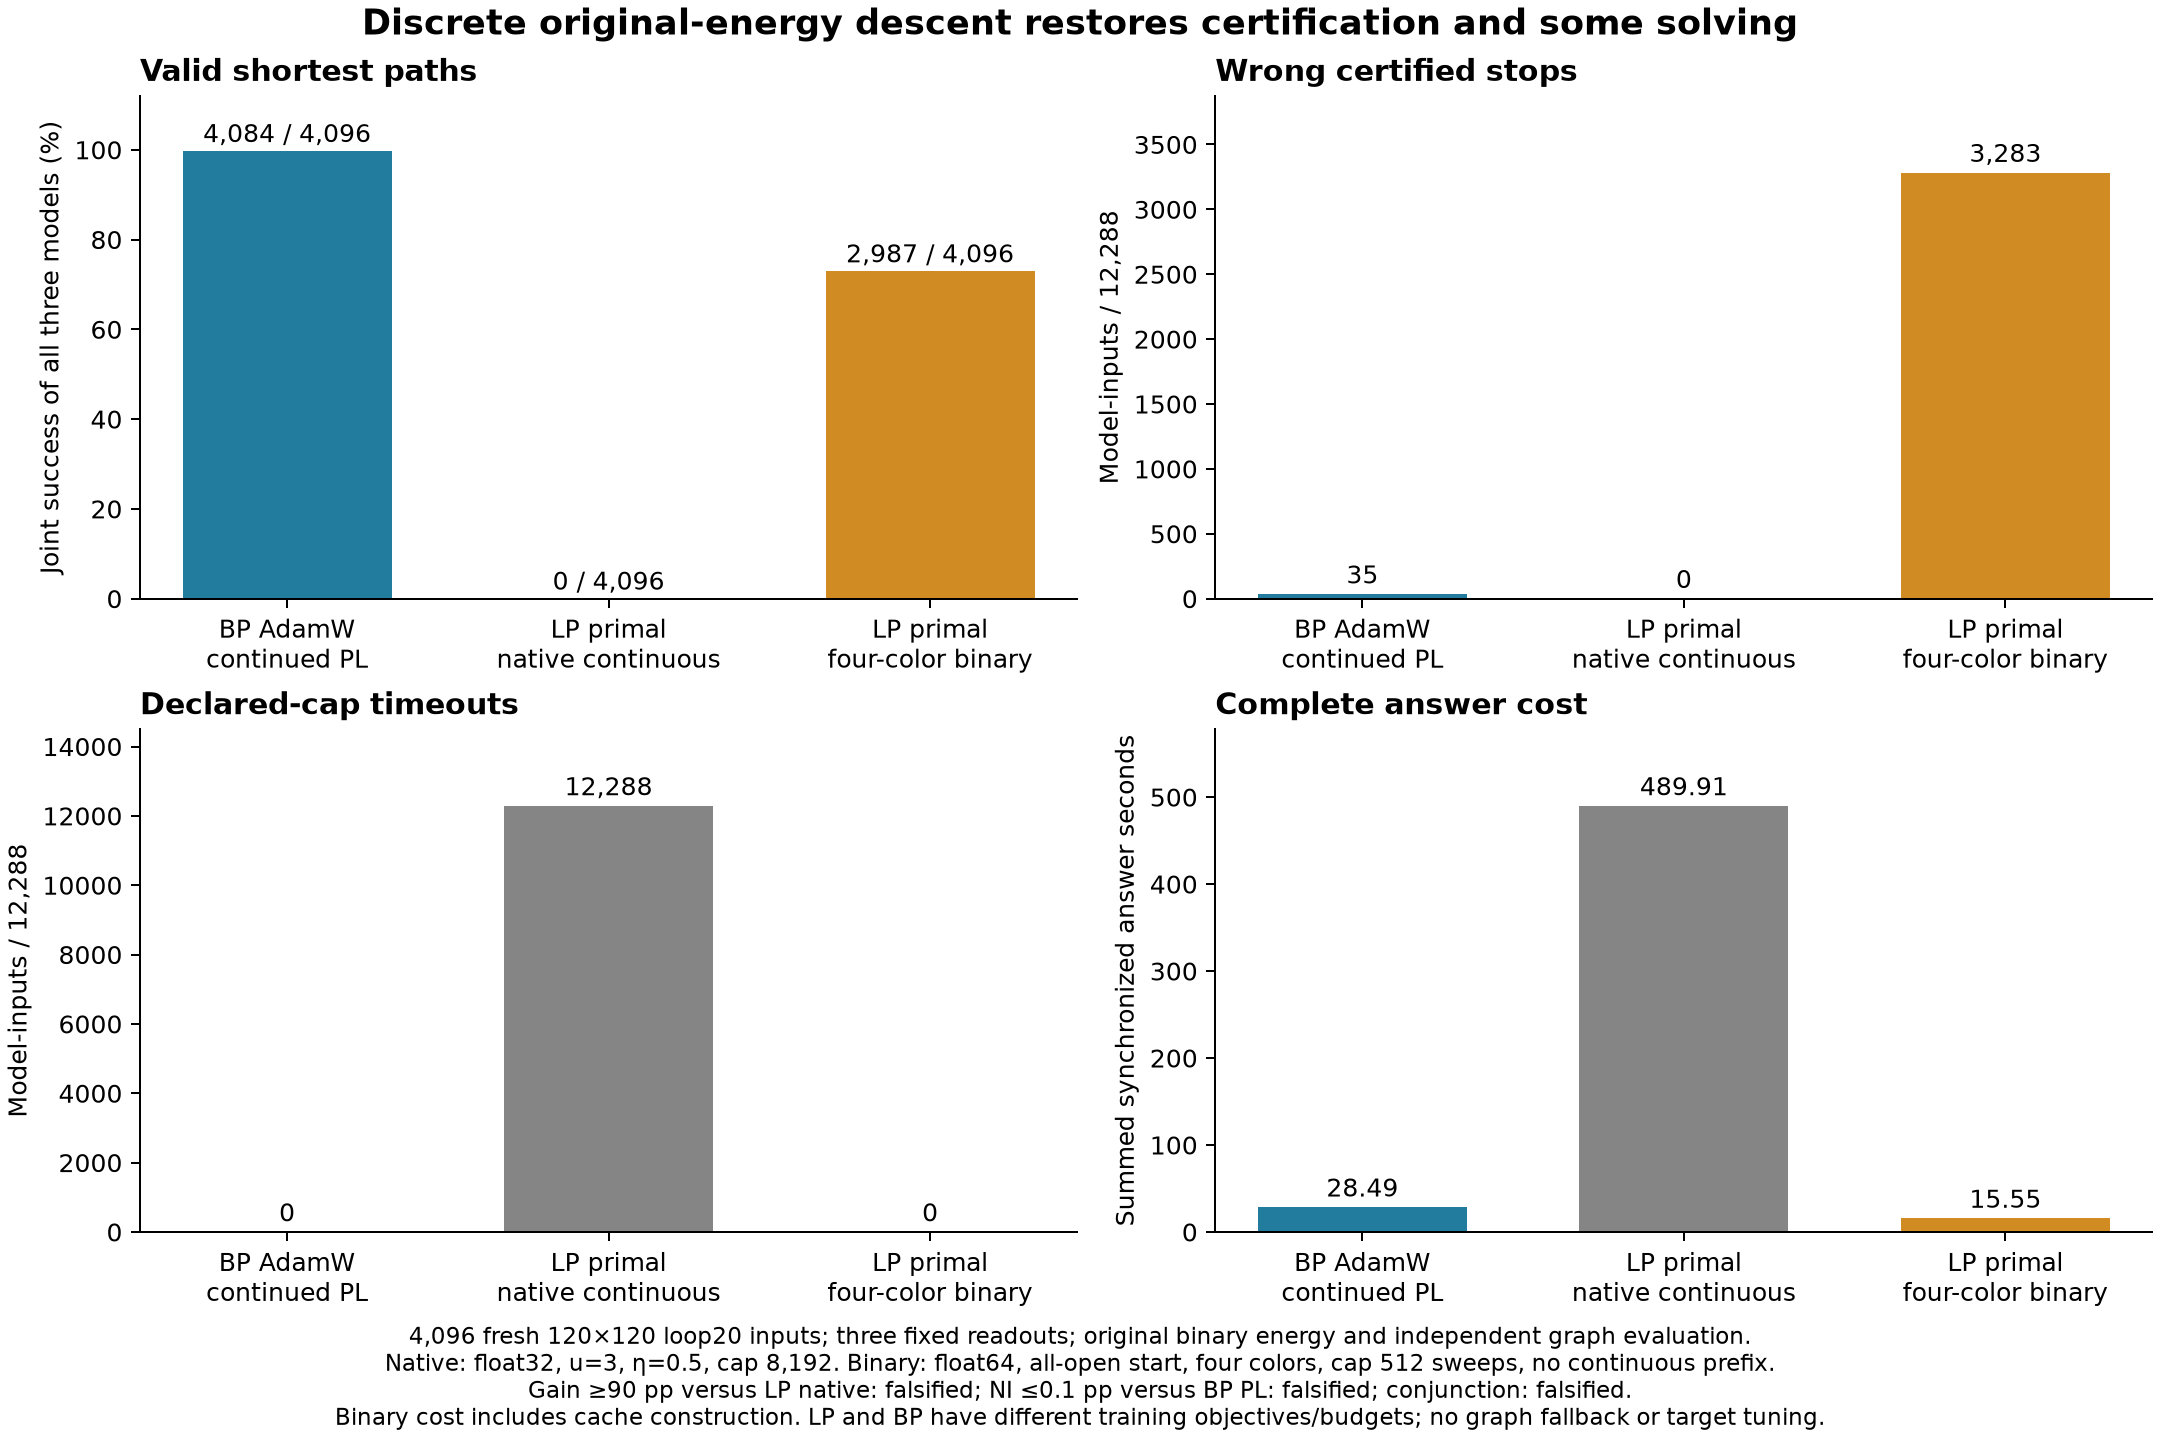 Discrete original-energy descent restores certification and some solving
Valid shortest paths
Joint success of all three models (%)
100
80
60
40
20
0
4,084 / 4,096
0 / 4,096
2,987 / 4,096
BP AdamW
continued PL
LP primal
native continuous
LP primal
four-color binary
Wrong certified stops
Model-inputs / 12,288
3500
3000
2500
2000
1500
1000
500
0
35
0
3,283
BP AdamW
continued PL
LP primal
native continuous
LP primal
four-color binary
Declared-cap timeouts
Model-inputs / 12,288
14000
12000
10000
8000
6000
4000
2000
0
0
12,288
0
BP AdamW
continued PL
LP primal
native continuous
LP primal
four-color binary
Complete answer cost
Summed synchronized answer seconds
500
400
300
200
100
0
28.49
489.91
15.55
BP AdamW
continued PL
LP primal
native continuous
LP primal
four-color binary
4,096 fresh 120×120 loop20 inputs; three fixed readouts; original binary energy and independent graph evaluation.
Native: float32, u=3, η=0.5, cap 8,192. Binary: float64, all-open start, four colors, cap 512 sweeps, no continuous prefix.
Gain ≥90 pp versus LP native: falsified; NI ≤0.1 pp versus BP PL: falsified; conjunction: falsified.
Binary cost includes cache construction. LP and BP have different training objectives/budgets; no graph fallback or target tuning.